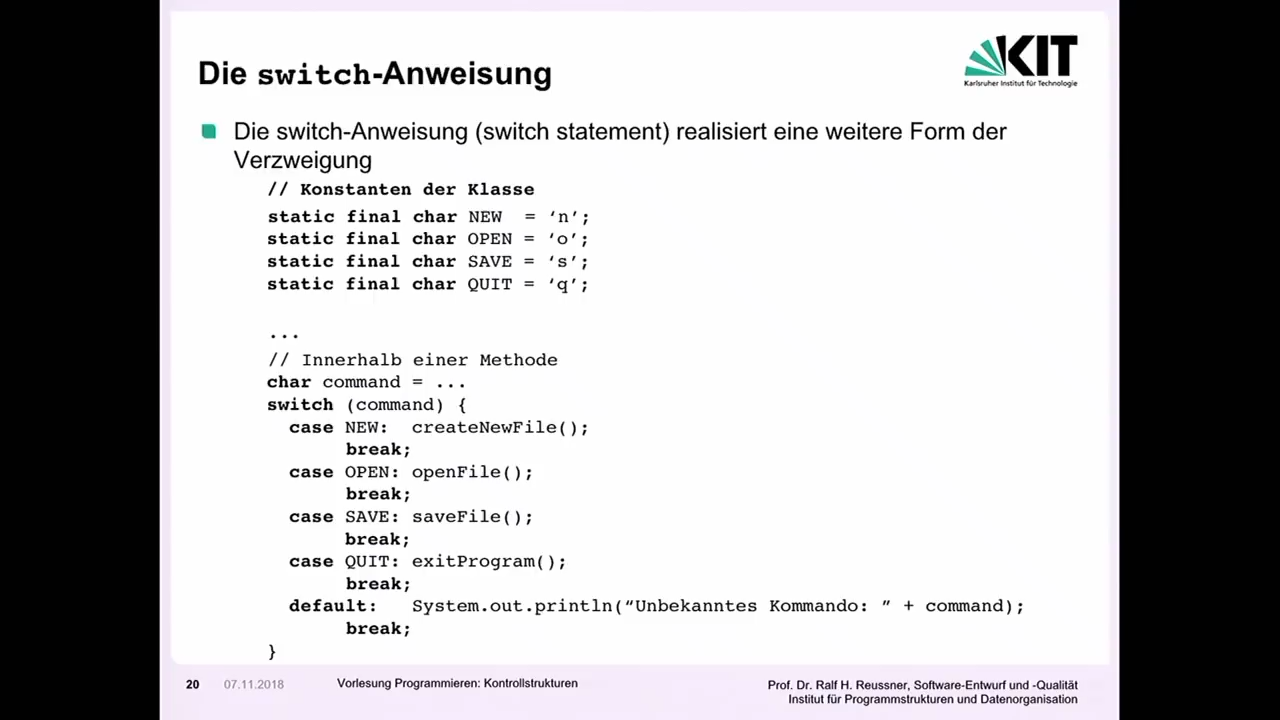 Die switch-Anweisung
KIT
Karlsruher Institut für Technologie
Die switch-Anweisung (switch statement) realisiert eine weitere Form der
Verzweigung
// Konstanten der Klasse
static final char NEW  = ‘n’;
static final char OPEN = ‘o’;
static final char SAVE = ‘s’;
static final char QUIT = ‘q’;
...
// Innerhalb einer Methode
char command = ...
switch (command) {
case NEW:  createNewFile();
break;
case OPEN: openFile();
break;
case SAVE: saveFile();
break;
case QUIT: exitProgram();
break;
default:   System.out.println(“Unbekanntes Kommando: ” + command);
break;
}
20 07.11.2018 Vorlesung Programmieren: Kontrollstrukturen
Prof. Dr. Ralf H. Reussner, Software-Entwurf und -Qualität
Institut für Programmstrukturen und Datenorganisation